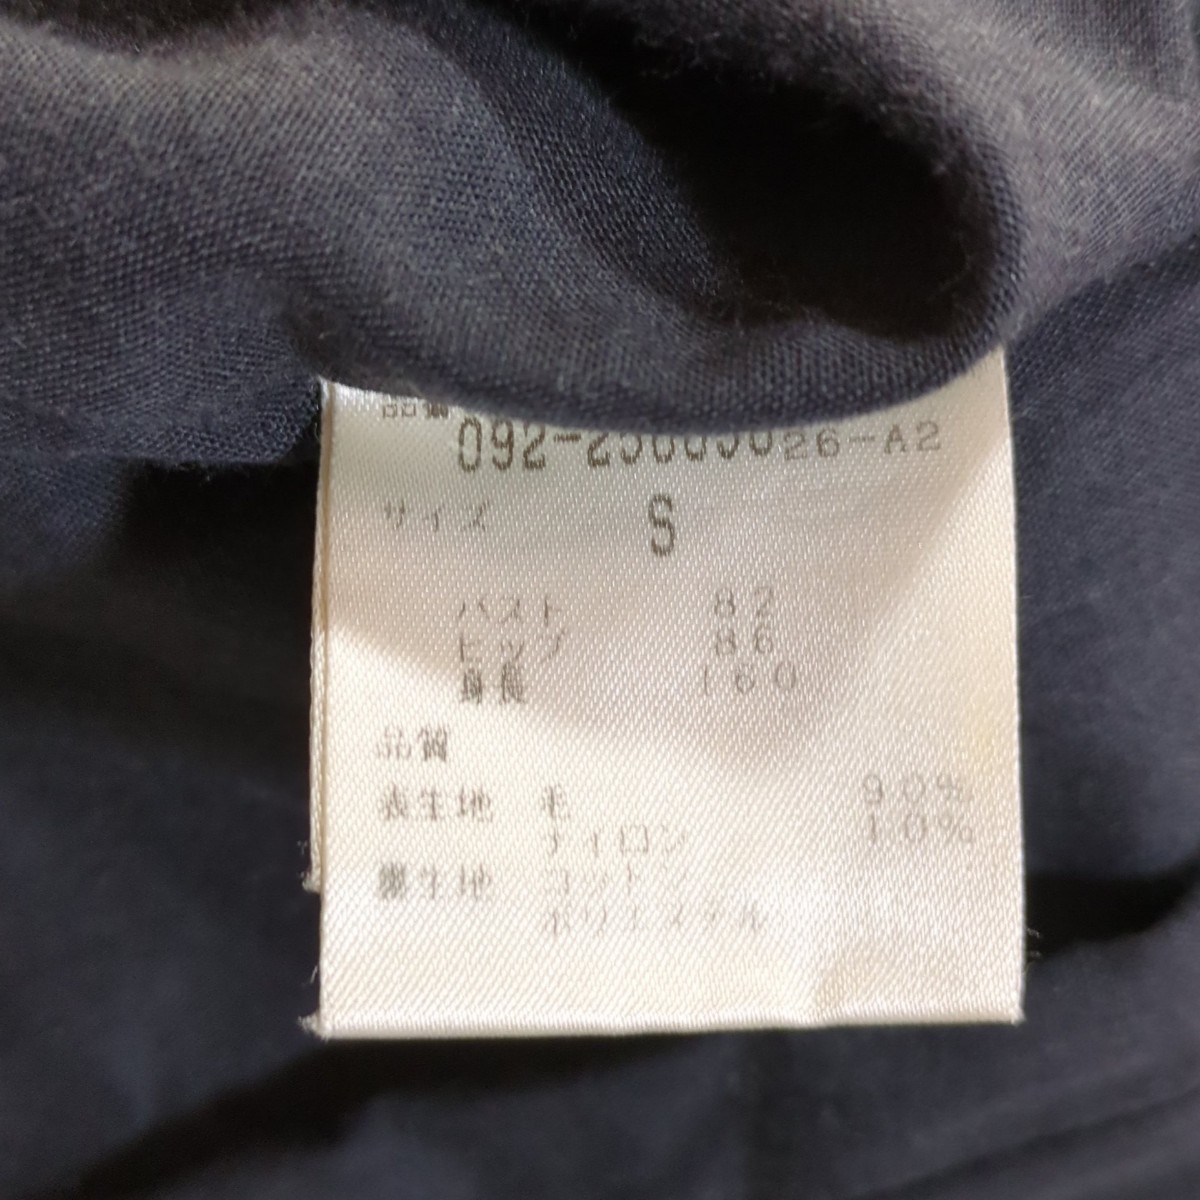 092-25009026-A2
サイズ S
バスト 82
ヒップ 86
身長 160
品質
表生地 毛 90%
ナイロン 10%
裏生地 コットン
ポリエステル